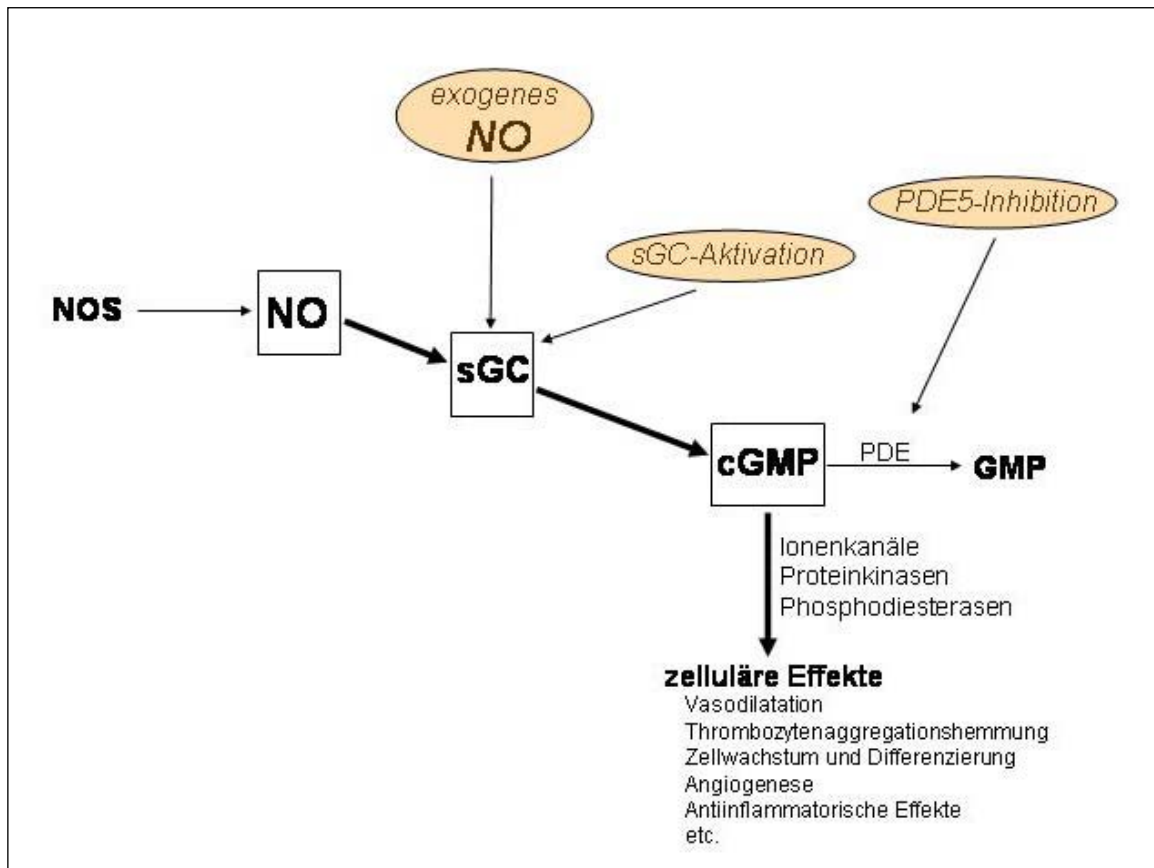 exogenes
NO
PDE5-Inhibition
sGC-Aktivation
NOS
NO
sGC
cGMP
PDE
GMP
Ionenkanäle
Proteinkinasen
Phosphodiesterasen
zelluläre Effekte
Vasodilatation
Thrombozytenaggregationshemmung
Zellwachstum und Differenzierung
Angiogenese
Antiinflammatorische Effekte
etc.